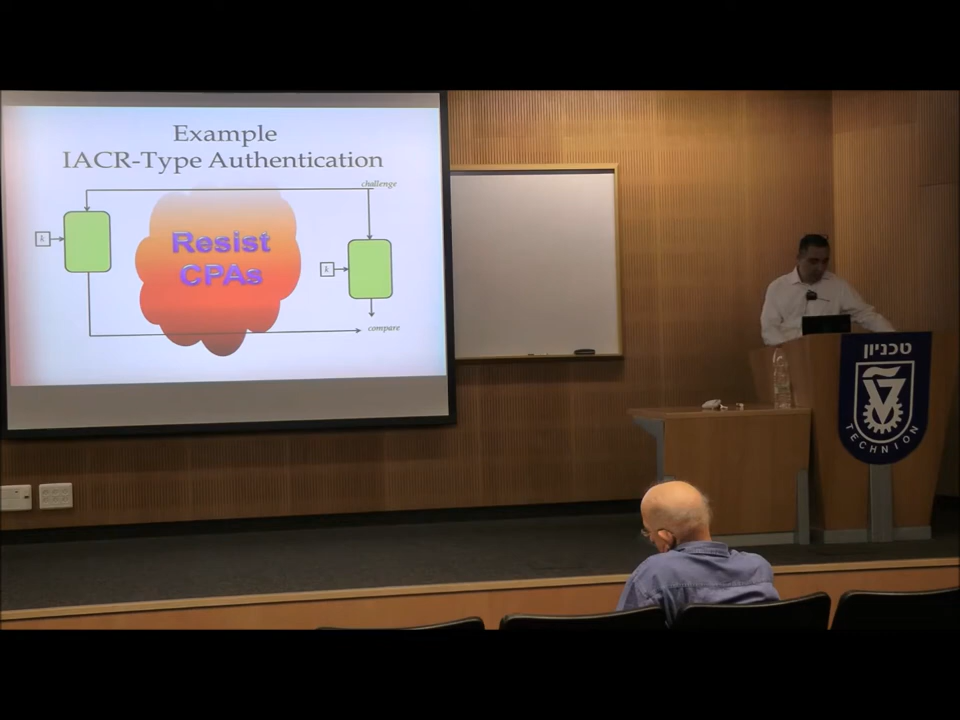 Example
IACR-Type Authentication
challenge
k
Resist
CPAs
k
compare
טכניון
TECHNION